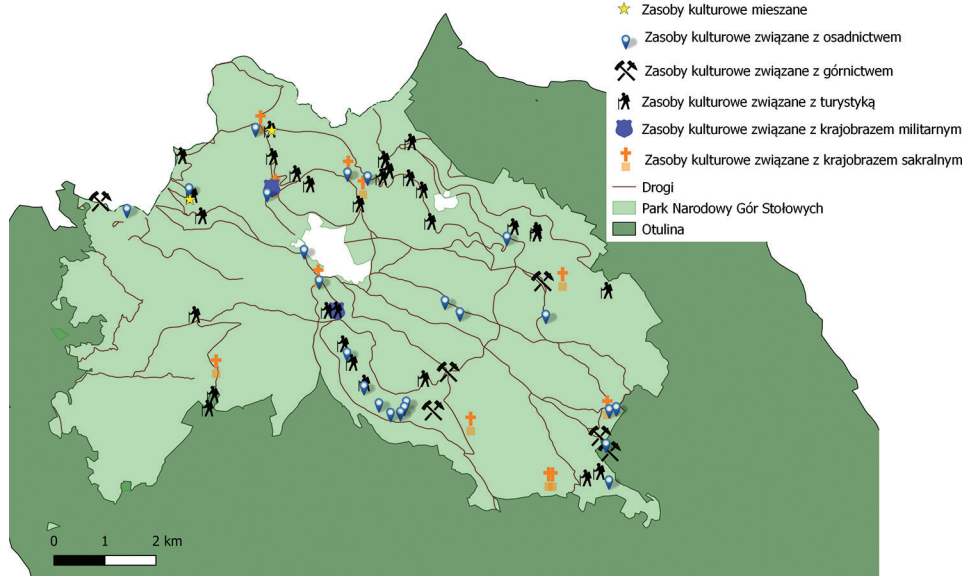 Zasoby kulturowe mieszane
Zasoby kulturowe związane z osadnictwem
Zasoby kulturowe związane z górnictwem
Zasoby kulturowe związane z turystyką
Zasoby kulturowe związane z krajobrazem militarnym
Zasoby kulturowe związane z krajobrazem sakralnym
Drogi
Park Narodowy Gór Stołowych
Otulina
0 1 2 km